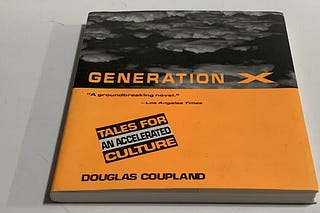 GENERATION X
"A groundbreaking novel."
—Los Angeles Times
TALES FOR
AN ACCELERATED
CULTURE
DOUGLAS COUPLAND